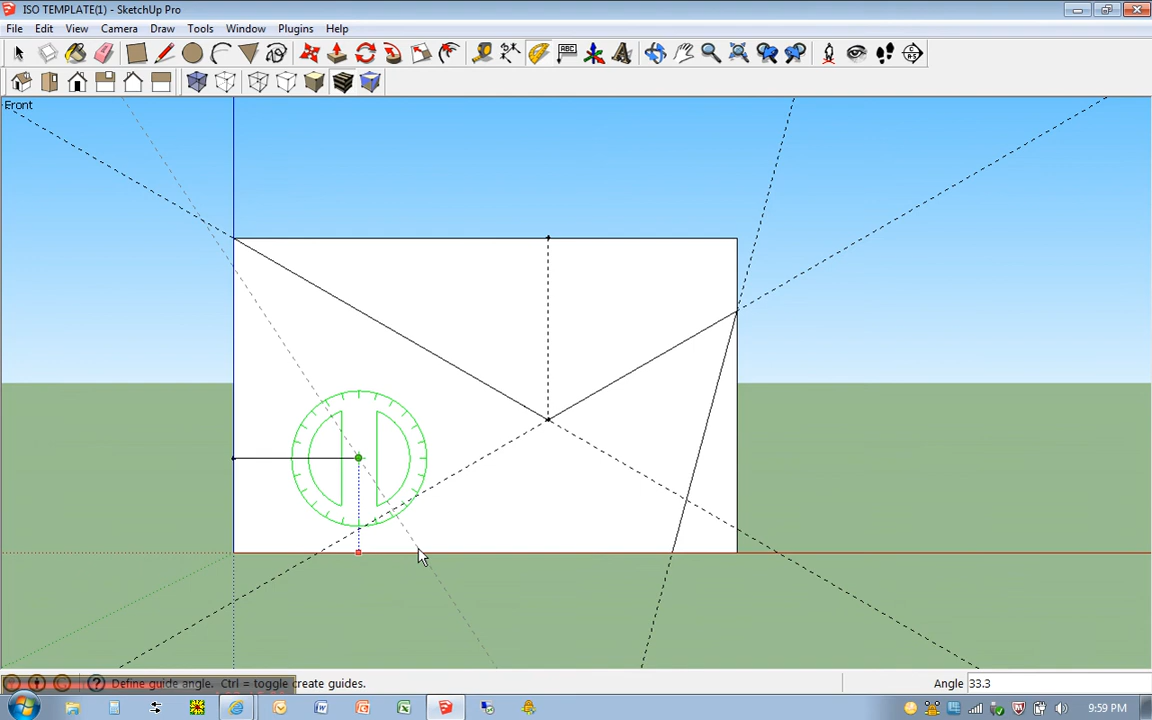 ISO TEMPLATE(1) - SketchUp Pro
File Edit View Camera Draw Tools Window Plugins Help
ABC
Front
Define guide angle. Ctrl = toggle create guides.
Angle 33.3
9:59 PM